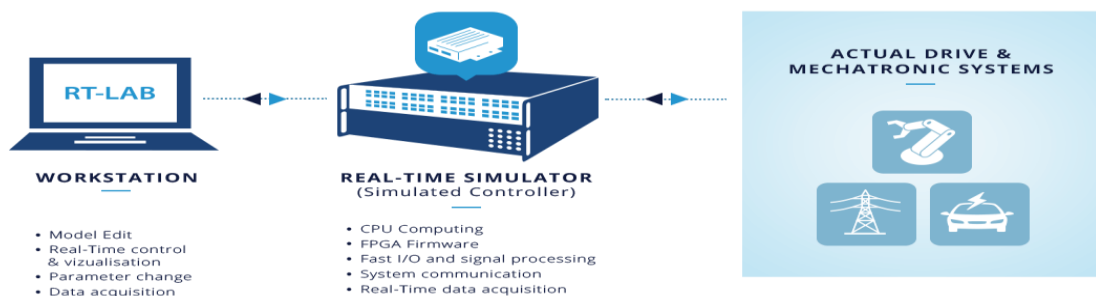 RT-LAB
WORKSTATION
• Model Edit
• Real-Time control
& vizualisation
• Parameter change
• Data acquisition
REAL-TIME SIMULATOR
(Simulated Controller)
• CPU Computing
• FPGA Firmware
• Fast I/O and signal processing
• System communication
• Real-Time data acquisition
ACTUAL DRIVE &
MECHATRONIC SYSTEMS